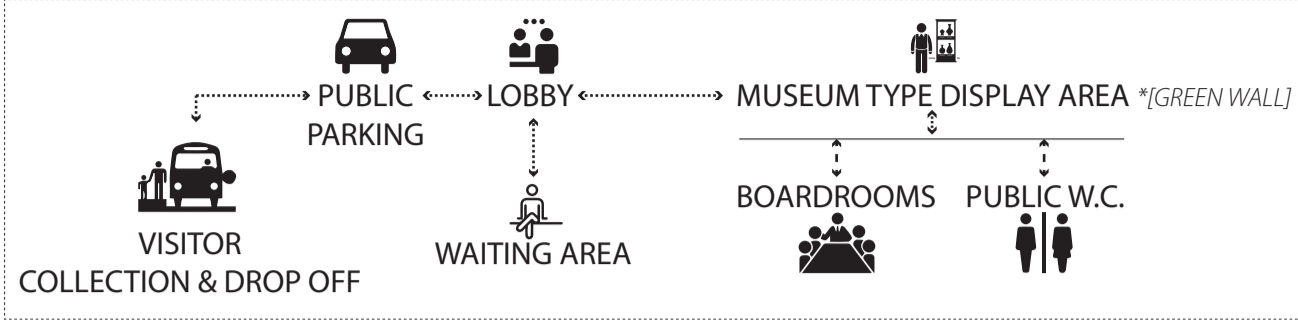 PUBLIC
PARKING
LOBBY
MUSEUM TYPE DISPLAY AREA *[GREEN WALL]
VISITOR
COLLECTION & DROP OFF
WAITING AREA
BOARDROOMS
PUBLIC W.C.